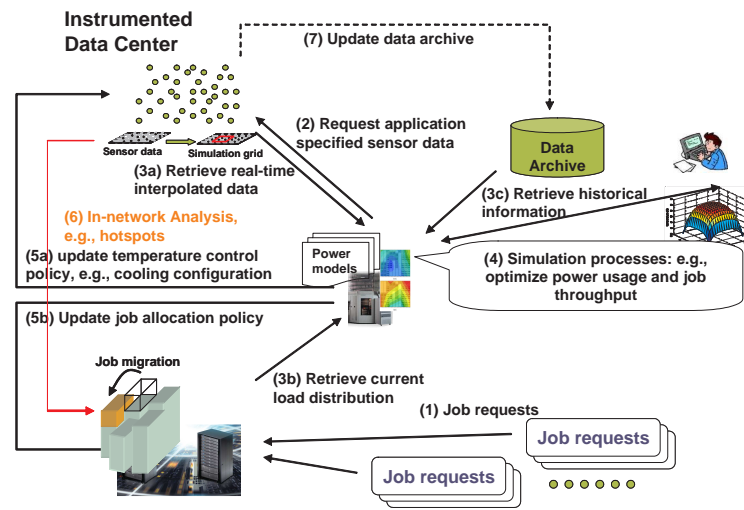 Instrumented
Data Center
(7) Update data archive
(2) Request application
specified sensor data
Sensor data
Simulation grid
(3a) Retrieve real-time
interpolated data
Data
Archive
(3c) Retrieve historical
information
(6) In-network Analysis,
e.g., hotspots
(5a) update temperature control
policy, e.g., cooling configuration
Power
models
(4) Simulation processes: e.g.,
optimize power usage and job
throughput
(5b) Update job allocation policy
Job migration
(3b) Retrieve current
load distribution
(1) Job requests
Job requests
Job requests